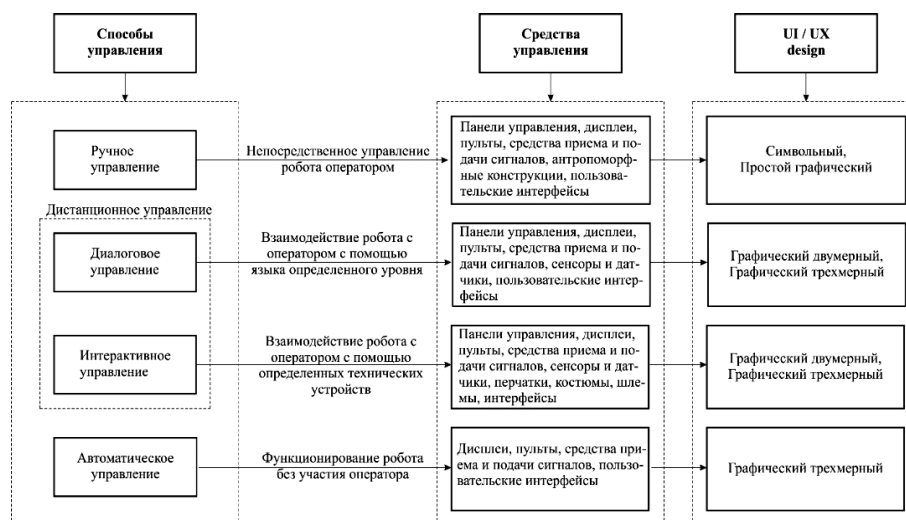 Способы
управления
Средства
управления
UI / UX
design
Ручное
управление
Непосредственное управление
робота оператором
Панели управления, дисплеи,
пульты, средства приема и
подачи сигналов, антропоморф-
ные конструкции, пользова-
тельские интерфейсы
Символьный,
Простой графический
Дистанционное управление
Диалоговое
управление
Взаимодействие робота с
оператором с помощью
языка определенного уровня
Панели управления, дисплеи,
пульты, средства приема и по-
дачи сигналов, сенсоры и дат-
чики, пользовательские интер-
фейсы
Графический двумерный,
Графический трехмерный
Интерактивное
управление
Взаимодействие робота с
оператором с помощью
определенных технических
устройств
Панели управления, дисплеи,
пульты, средства приема и по-
дачи сигналов, сенсоры и дат-
чики, перчатки, костюмы, шле-
мы, интерфейсы
Графический двумерный,
Графический трехмерный
Автоматическое
управление
Функционирование робота
без участия оператора
Дисплеи, пульты, средства при-
ема и подачи сигналов, пользо-
вательские интерфейсы
Графический трехмерный